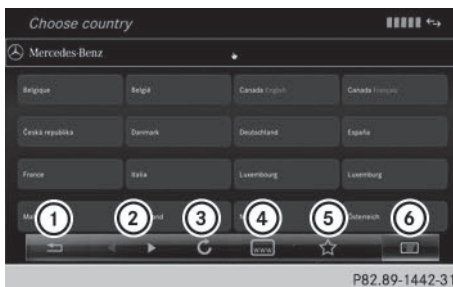 Choose country
Mercedes-Benz
Belgique België Canada English Canada Français
Česká republika Danmark Deutschland España
France Italia Luxembourg Luxemburg
Österreich
1 2 3 4 5 6
www
P82.89-1442-31